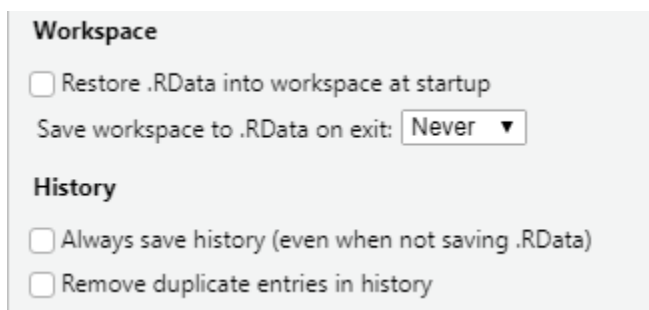 Workspace
Restore .RData into workspace at startup
Save workspace to .RData on exit: Never
History
Always save history (even when not saving .RData)
Remove duplicate entries in history